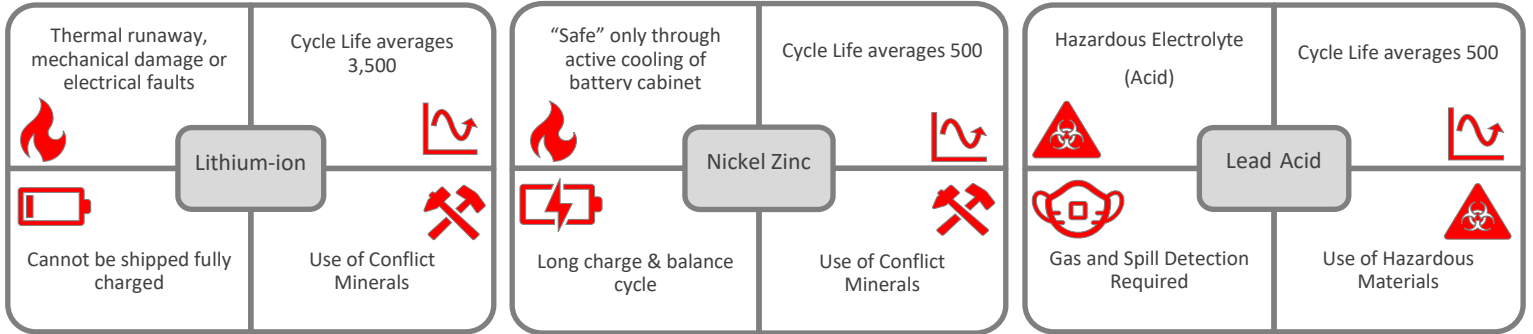 Thermal runaway,
mechanical damage or
electrical faults
Cycle Life averages
3,500
Lithium-ion
Cannot be shipped fully
charged
Use of Conflict
Minerals
“Safe” only through
active cooling of
battery cabinet
Cycle Life averages 500
Nickel Zinc
Long charge & balance
cycle
Use of Conflict
Minerals
Hazardous Electrolyte
(Acid)
Cycle Life averages 500
Lead Acid
Gas and Spill Detection
Required
Use of Hazardous
Materials